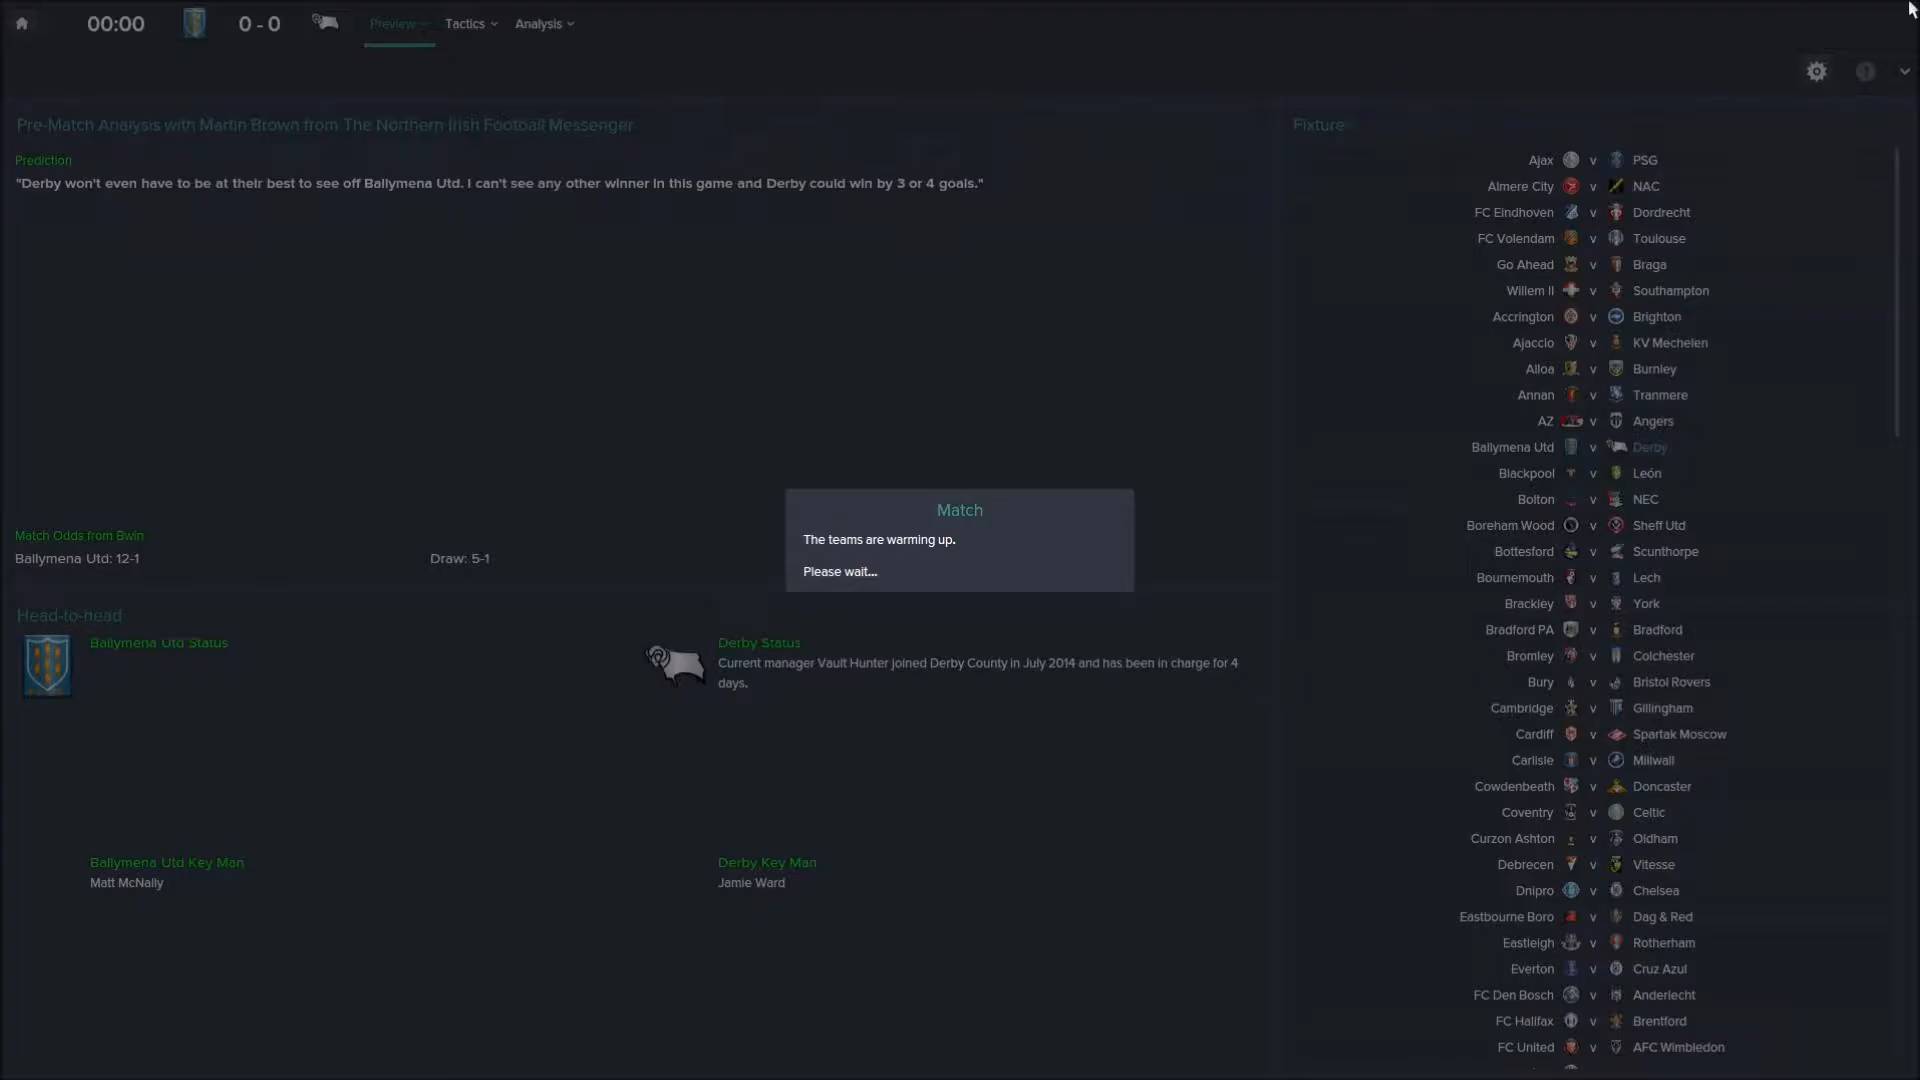 00:00
0 - 0
Preview
Tactics
Analysis
Pre-Match Analysis with Martin Brown from The Northern Irish Football Messenger
Prediction
"Derby won't even have to be at their best to see off Ballymena Utd. I can't see any other winner in this game and Derby could win by 3 or 4 goals."
Match Odds from Bwin
Ballymena Utd: 12-1
Draw: 5-1
Match
The teams are warming up.
Please wait...
Head-to-head
Ballymena Utd Status
Derby Status
Current manager Vault Hunter joined Derby County in July 2014 and has been in charge for 4
days.
Ballymena Utd Key Man
Matt McNally
Derby Key Man
Jamie Ward
Fixture
Ajax v PSG
Almere City v NAC
FC Eindhoven v Dordrecht
FC Volendam v Toulouse
Go Ahead v Braga
Willem II v Southampton
Accrington v Brighton
Ajaccio v KV Mechelen
Alloa v Burnley
Annan v Tranmere
AZ v Angers
Ballymena Utd v Derby
Blackpool v León
Bolton v NEC
Boreham Wood v Sheff Utd
Bottesford v Scunthorpe
Bournemouth v Lech
Brackley v York
Bradford PA v Bradford
Bromley v Colchester
Bury v Bristol Rovers
Cambridge v Gillingham
Cardiff v Spartak Moscow
Carlisle v Millwall
Cowdenbeath v Doncaster
Coventry v Celtic
Curzon Ashton v Oldham
Debrecen v Vitesse
Dnipro v Chelsea
Eastbourne Boro v Dag & Red
Eastleigh v Rotherham
Everton v Cruz Azul
FC Den Bosch v Anderlecht
FC Halifax v Brentford
FC United v AFC Wimbledon